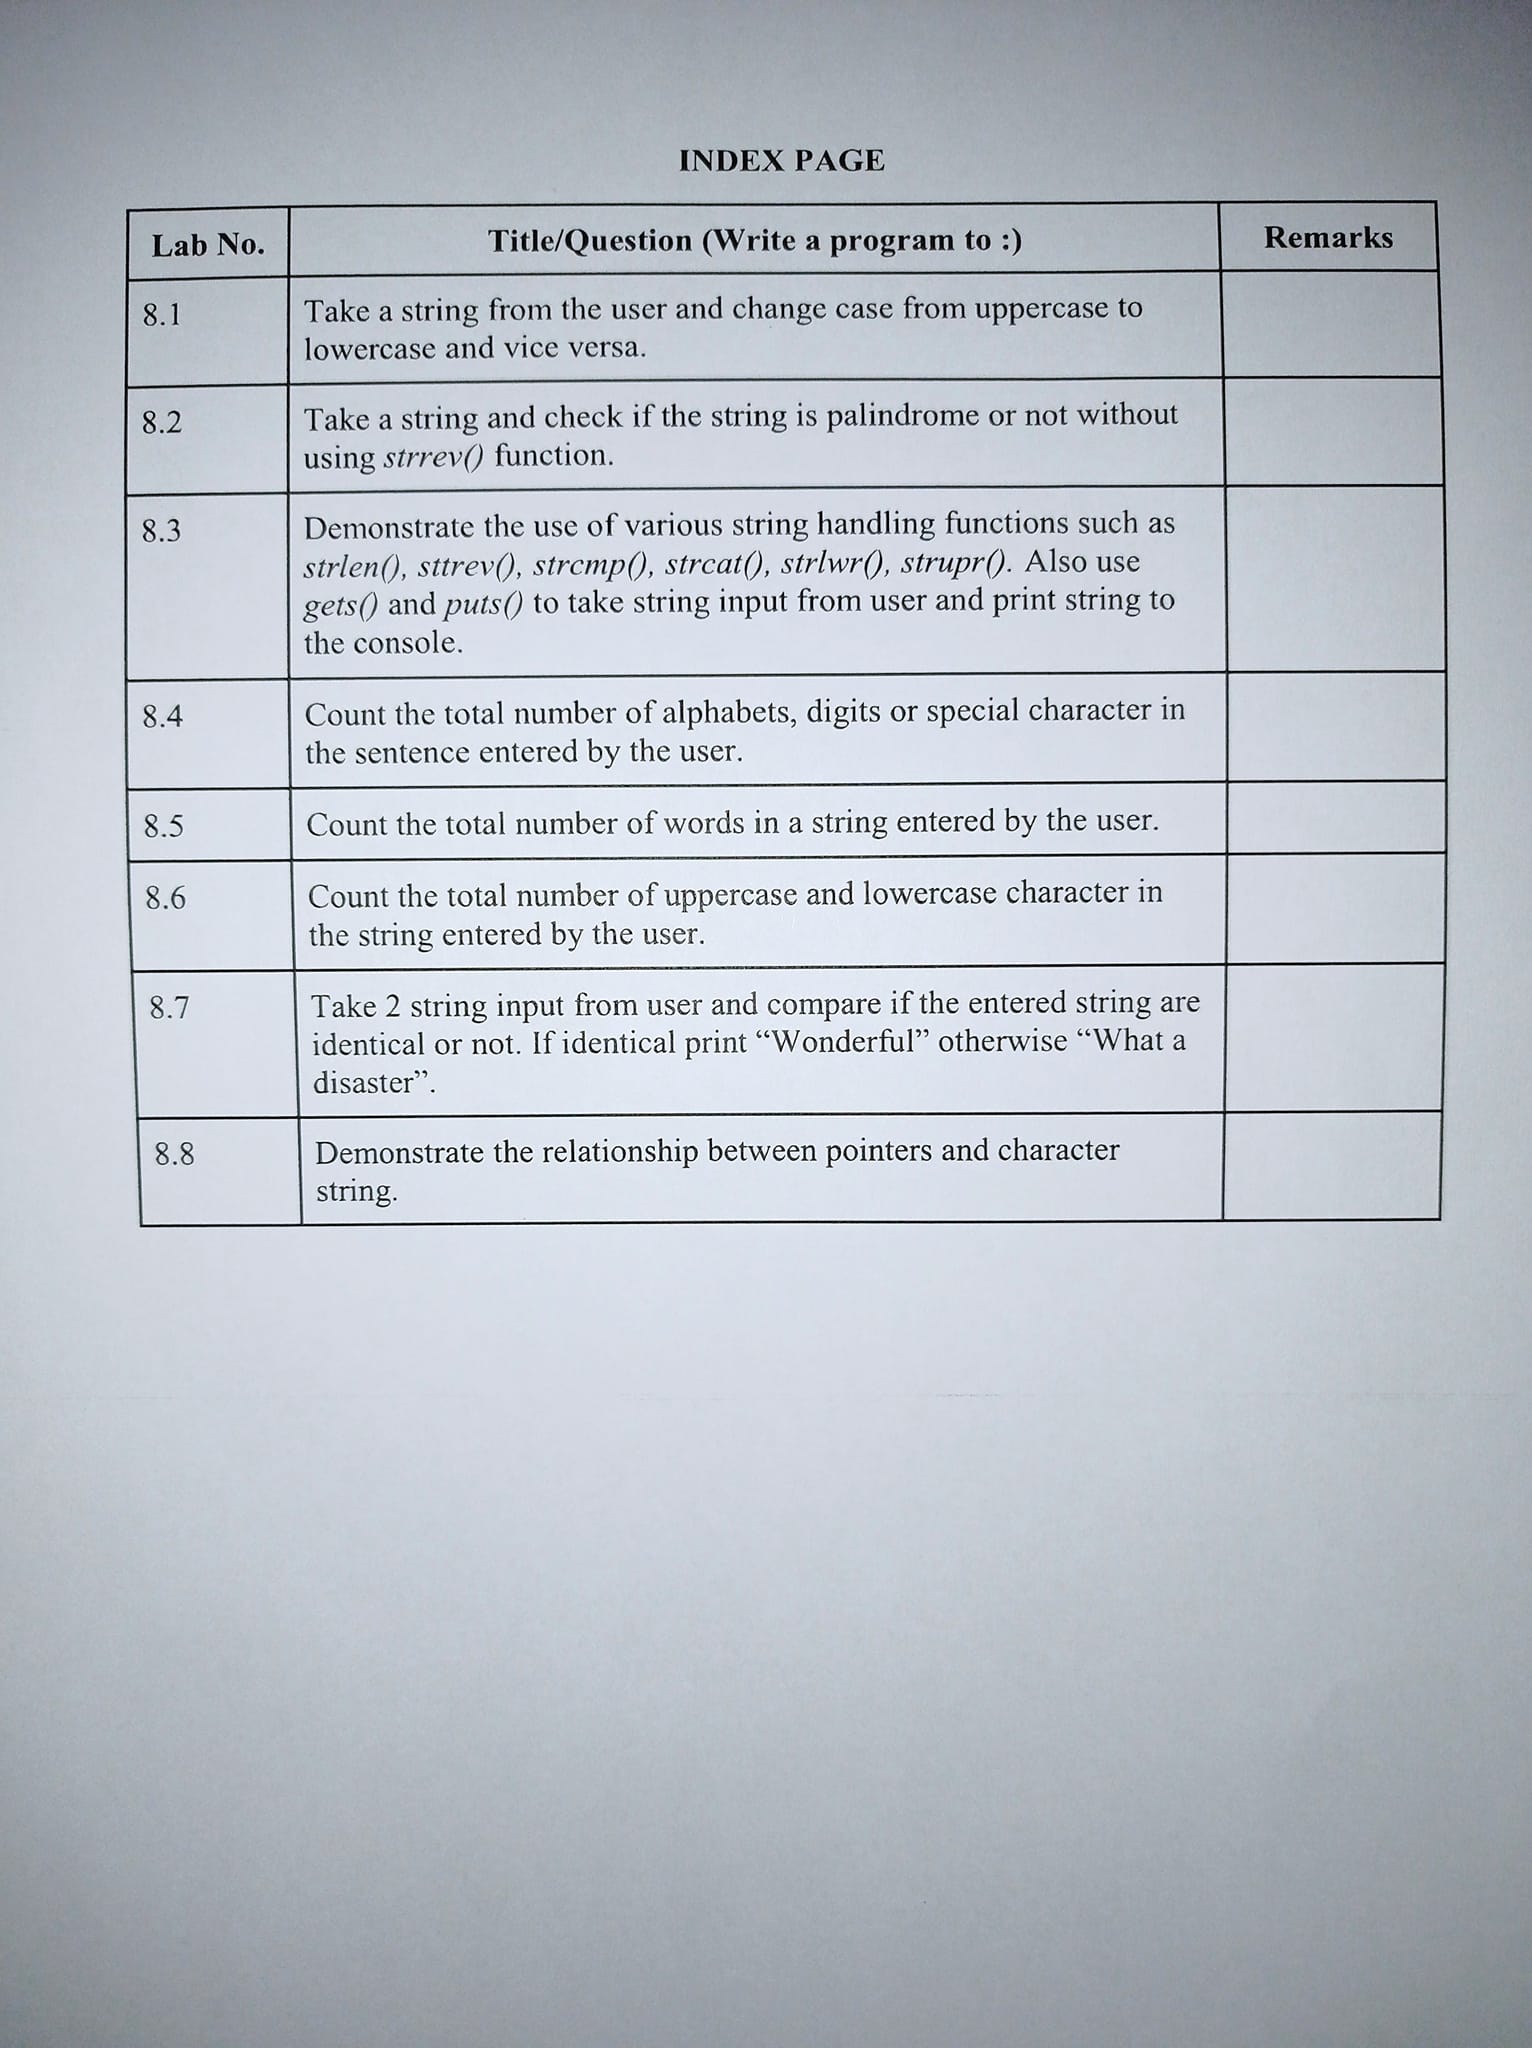 INDEX PAGE
Lab No. Title/Question (Write a program to :) Remarks
8.1 Take a string from the user and change case from uppercase to
lowercase and vice versa.
8.2 Take a string and check if the string is palindrome or not without
using strrev() function.
8.3 Demonstrate the use of various string handling functions such as
strlen(), sttrev(), strcmp(), strcat(), strlwr(), strupr(). Also use
gets() and puts() to take string input from user and print string to
the console.
8.4 Count the total number of alphabets, digits or special character in
the sentence entered by the user.
8.5 Count the total number of words in a string entered by the user.
8.6 Count the total number of uppercase and lowercase character in
the string entered by the user.
8.7 Take 2 string input from user and compare if the entered string are
identical or not. If identical print “Wonderful” otherwise “What a
disaster”.
8.8 Demonstrate the relationship between pointers and character
string.